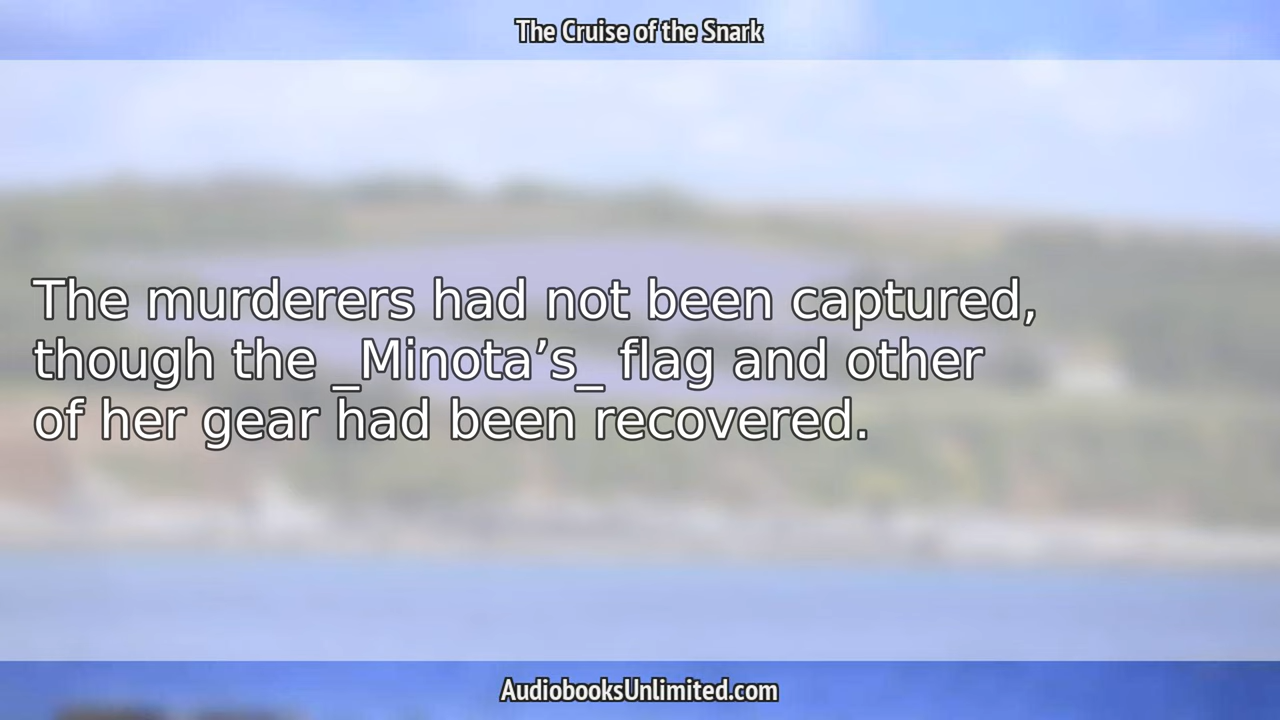 The Cruise of the Snark
The murderers had not been captured,
though the _Minota’s_ flag and other
of her gear had been recovered.
AudiobooksUnlimited.com